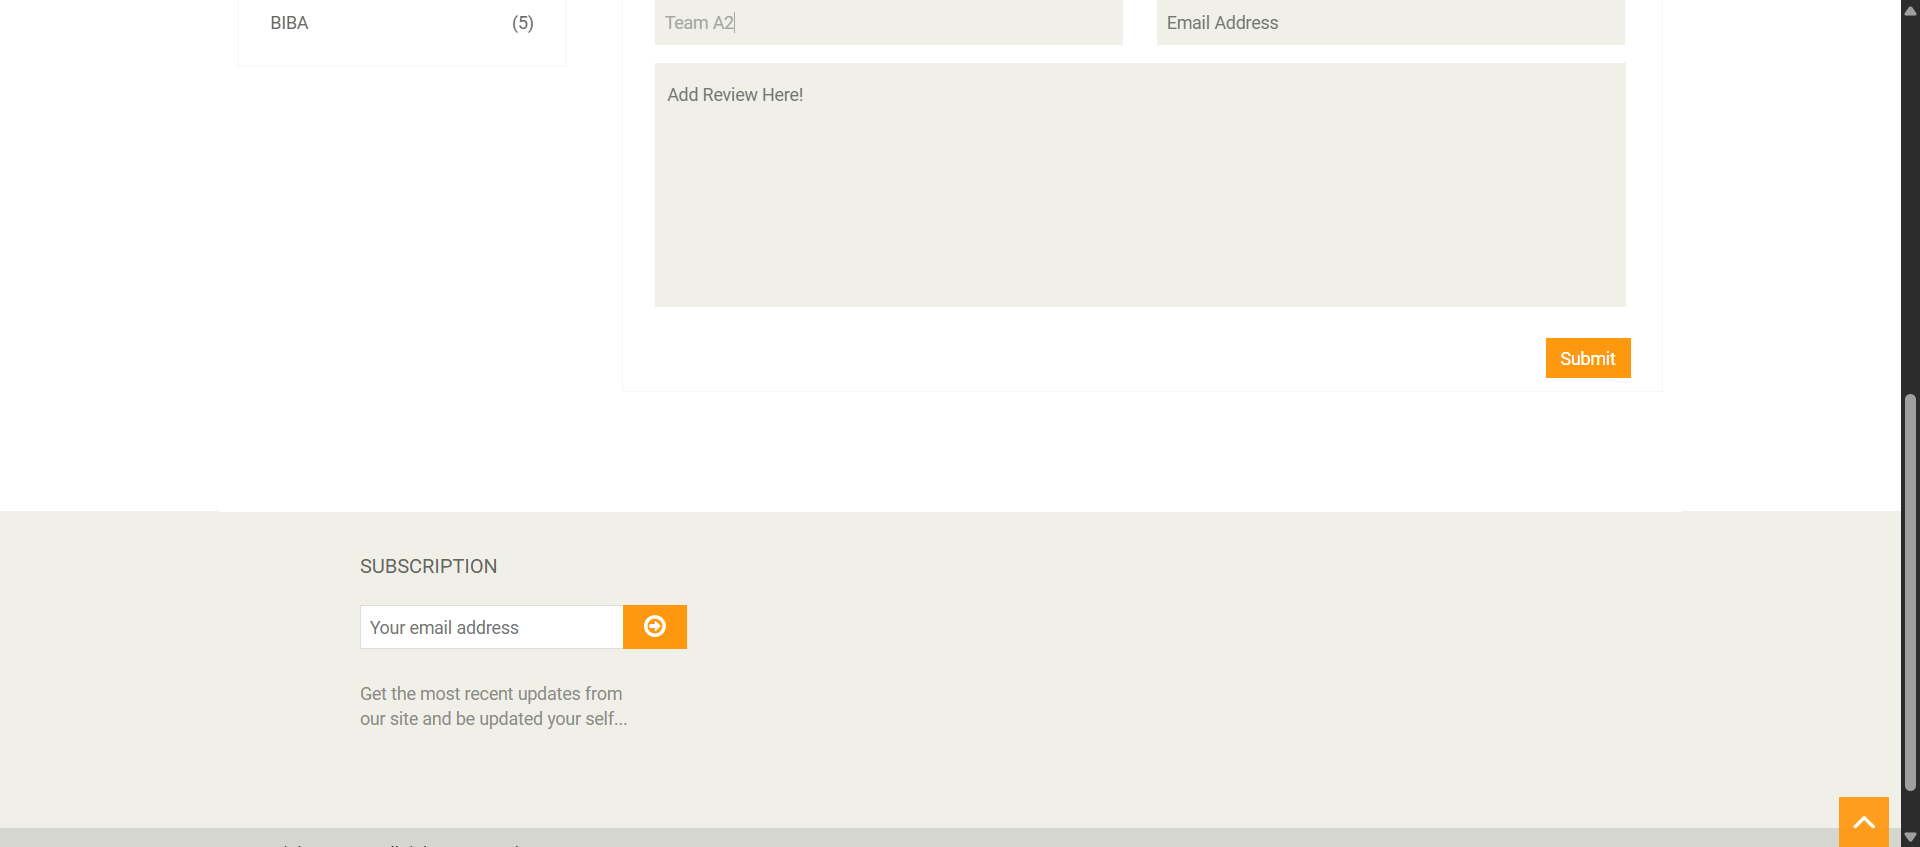 BIBA (5)
Team A2 Email Address
Add Review Here!
Submit
SUBSCRIPTION
Your email address
Get the most recent updates from
our site and be updated your self...